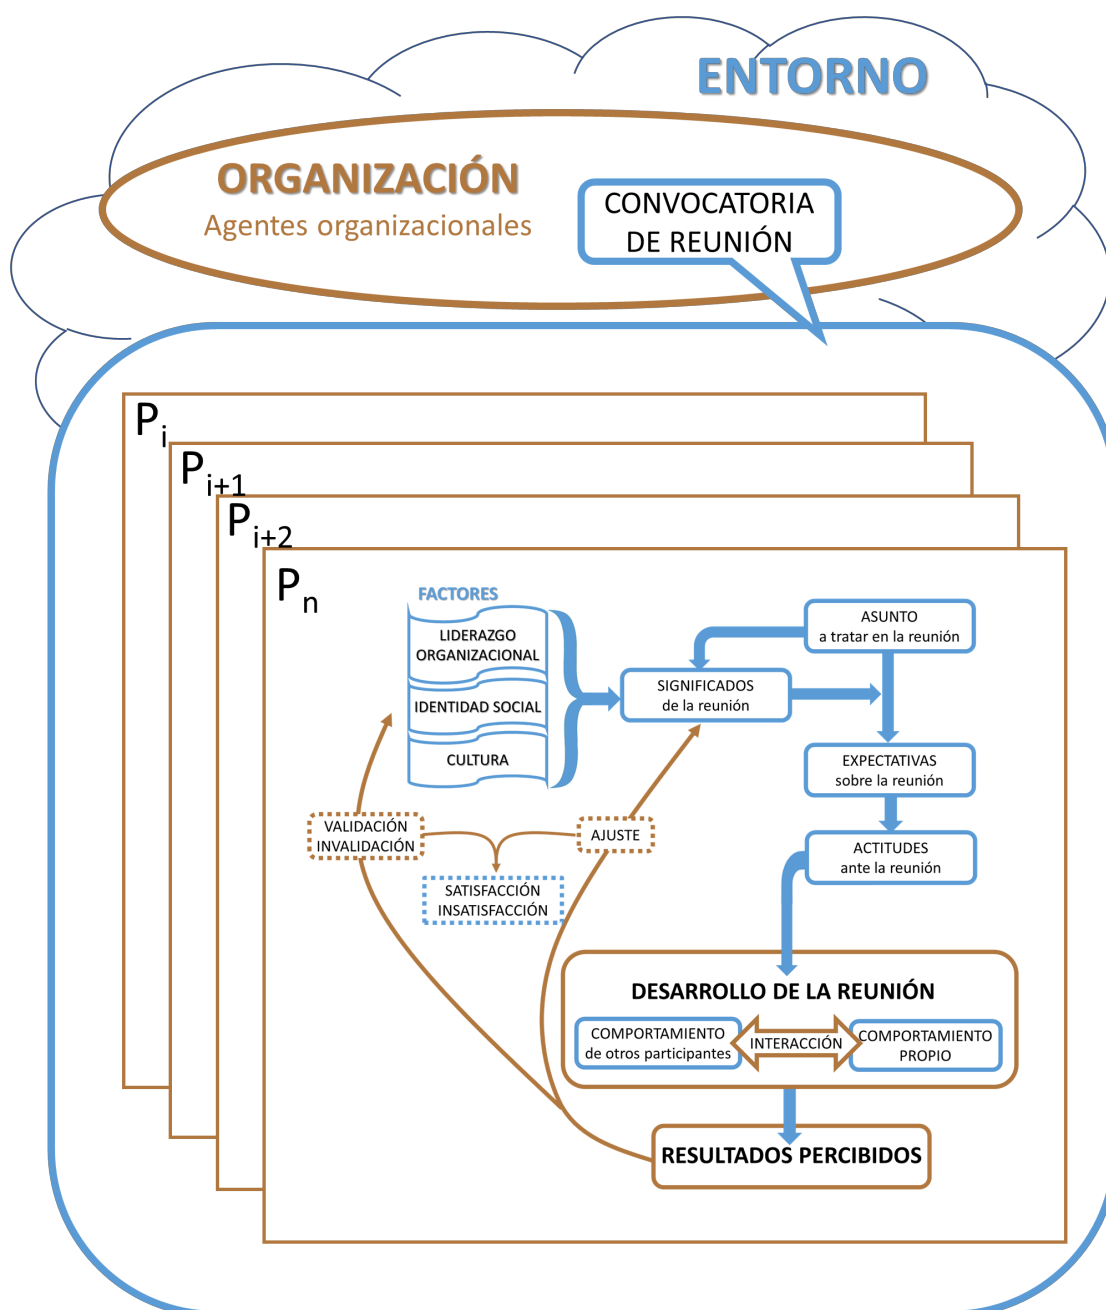 ENTORNO
ORGANIZACIÓN
Agentes organizacionales
CONVOCATORIA
DE REUNIÓN
Pi
Pi+1
Pi+2
Pn
FACTORES
LIDERAZGO
ORGANIZACIONAL
IDENTIDAD SOCIAL
CULTURA
ASUNTO
a tratar en la reunión
SIGNIFICADOS
de la reunión
EXPECTATIVAS
sobre la reunión
ACTITUDES
ante la reunión
VALIDACIÓN
INVALIDACIÓN
AJUSTE
SATISFACCIÓN
INSATISFACCIÓN
DESARROLLO DE LA REUNIÓN
COMPORTAMIENTO
de otros participantes
INTERACCIÓN
COMPORTAMIENTO
PROPIO
RESULTADOS PERCIBIDOS